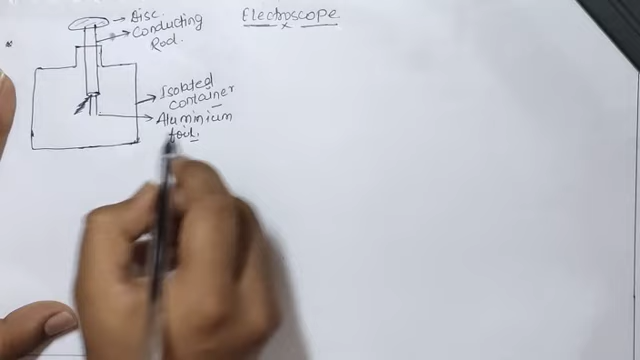 Electroscope
Disc.
Conducting
Rod.
Isolated
container
Aluminium
foil.